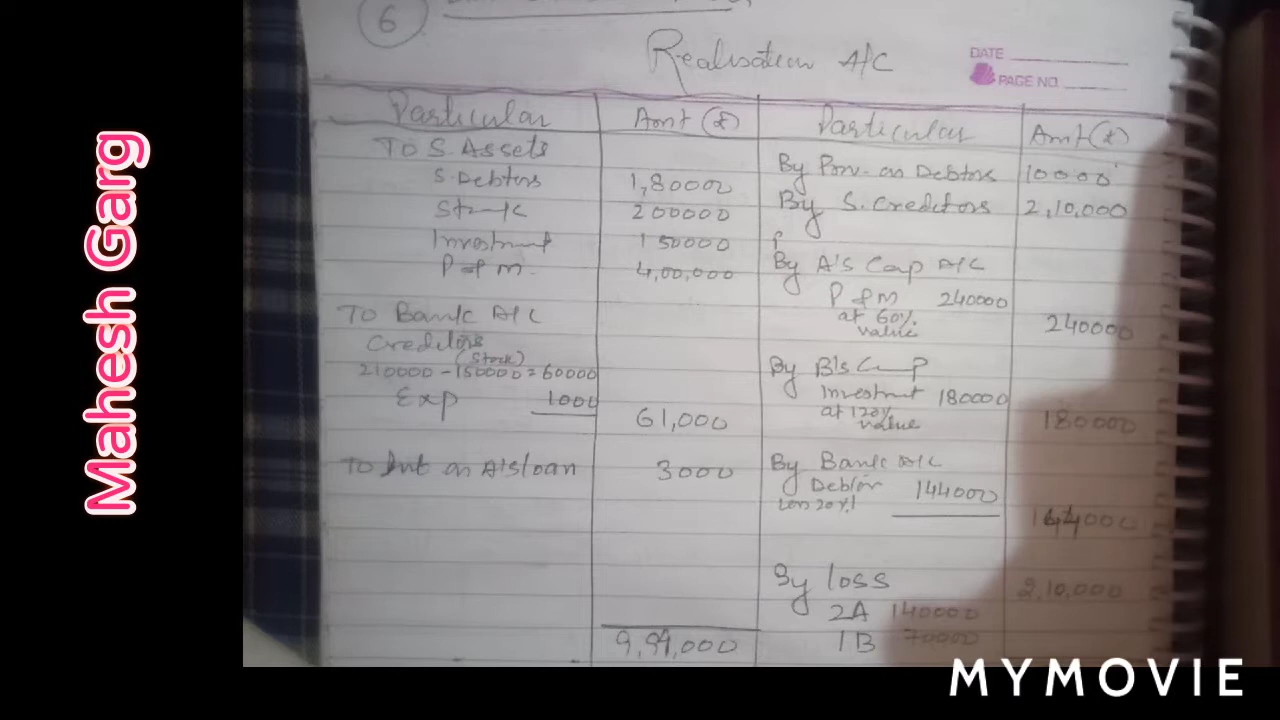 Mahesh Garg
6
Realisation A/C
DATE
PAGE NO.
Particular Amt (₹) Particular Amt (₹)
To S. Assets
By Prov. on Debtors 10000
S. Debtors 1,80000
By S. Creditors 2,10,000
Stock 200000
Investment 150000
By A's Cap A/C
P & M 4,00,000
P & M 240000
at 60% value 240000
To Bank A/C
Creditors
(Stock)
210000 - 150000 = 60000
By B's Cap
Investment 180000
at 120% value 180000
Exp 1000
61,000
To Int on A's loan 3000
By Bank A/C
Debtor 144000
less 20%
144000
By loss 2,10,000
2A 140000
1B 70000
9,94,000
MYMOVIE